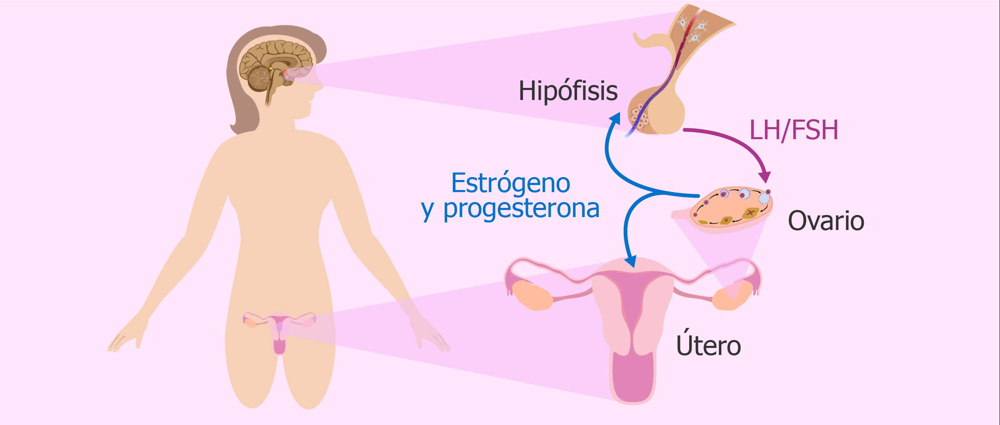 Hipófisis
LH/FSH
Estrógeno
y progesterona
Ovario
Útero